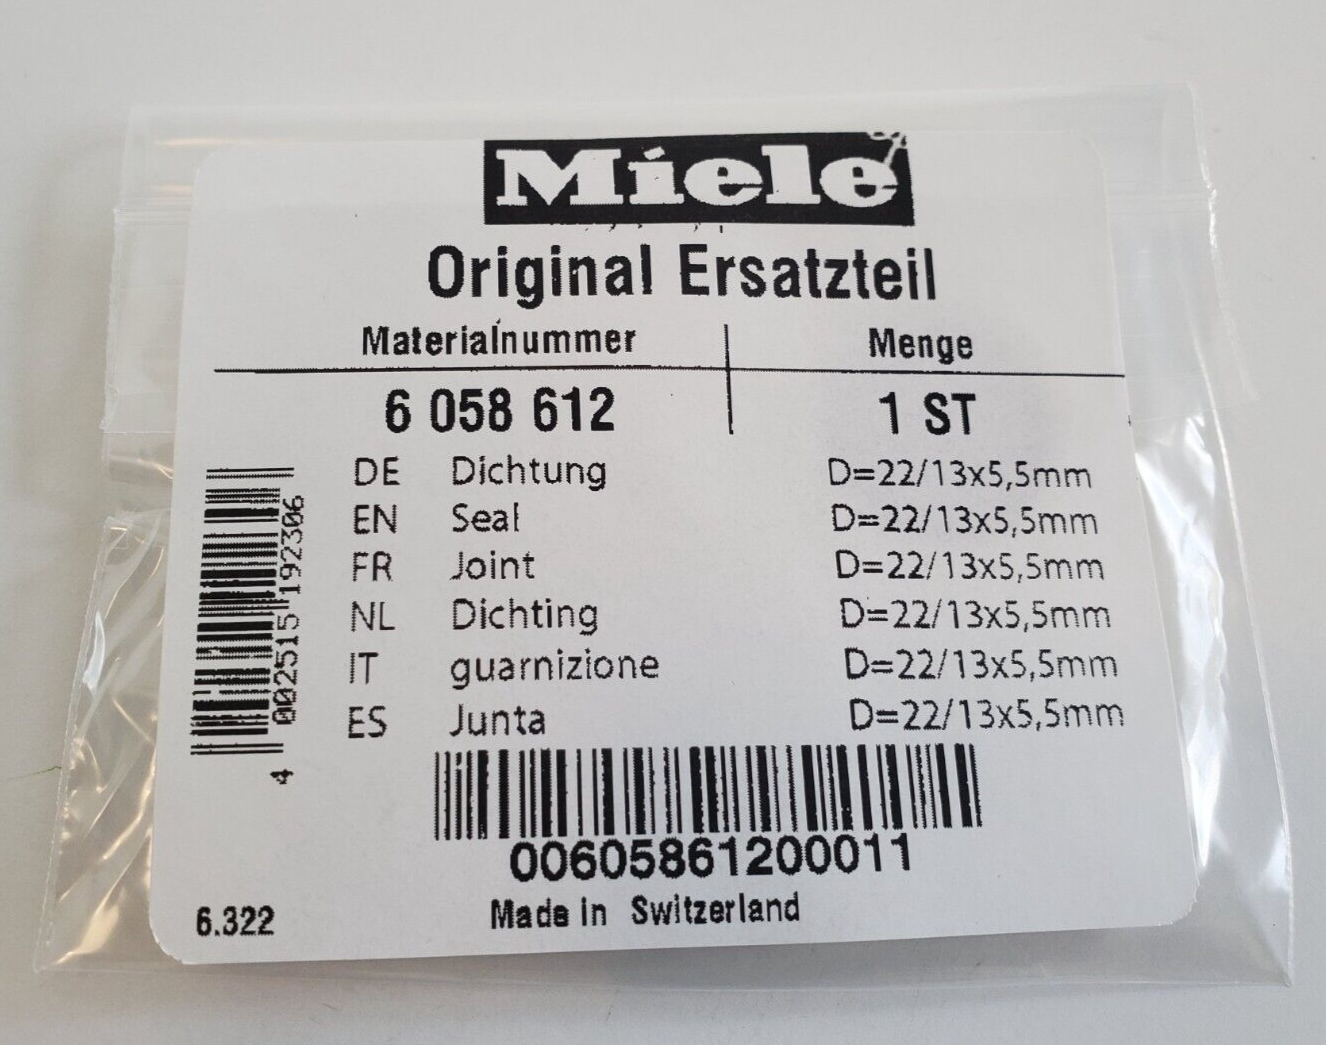 Miele
Original Ersatzteil
Materialnummer Menge
6 058 612 1 ST
DE Dichtung D=22/13x5,5mm
EN Seal D=22/13x5,5mm
FR Joint D=22/13x5,5mm
NL Dichting D=22/13x5,5mm
IT guarnizione D=22/13x5,5mm
ES Junta D=22/13x5,5mm
4 002515 192306
00605861200011
6.322 Made in Switzerland